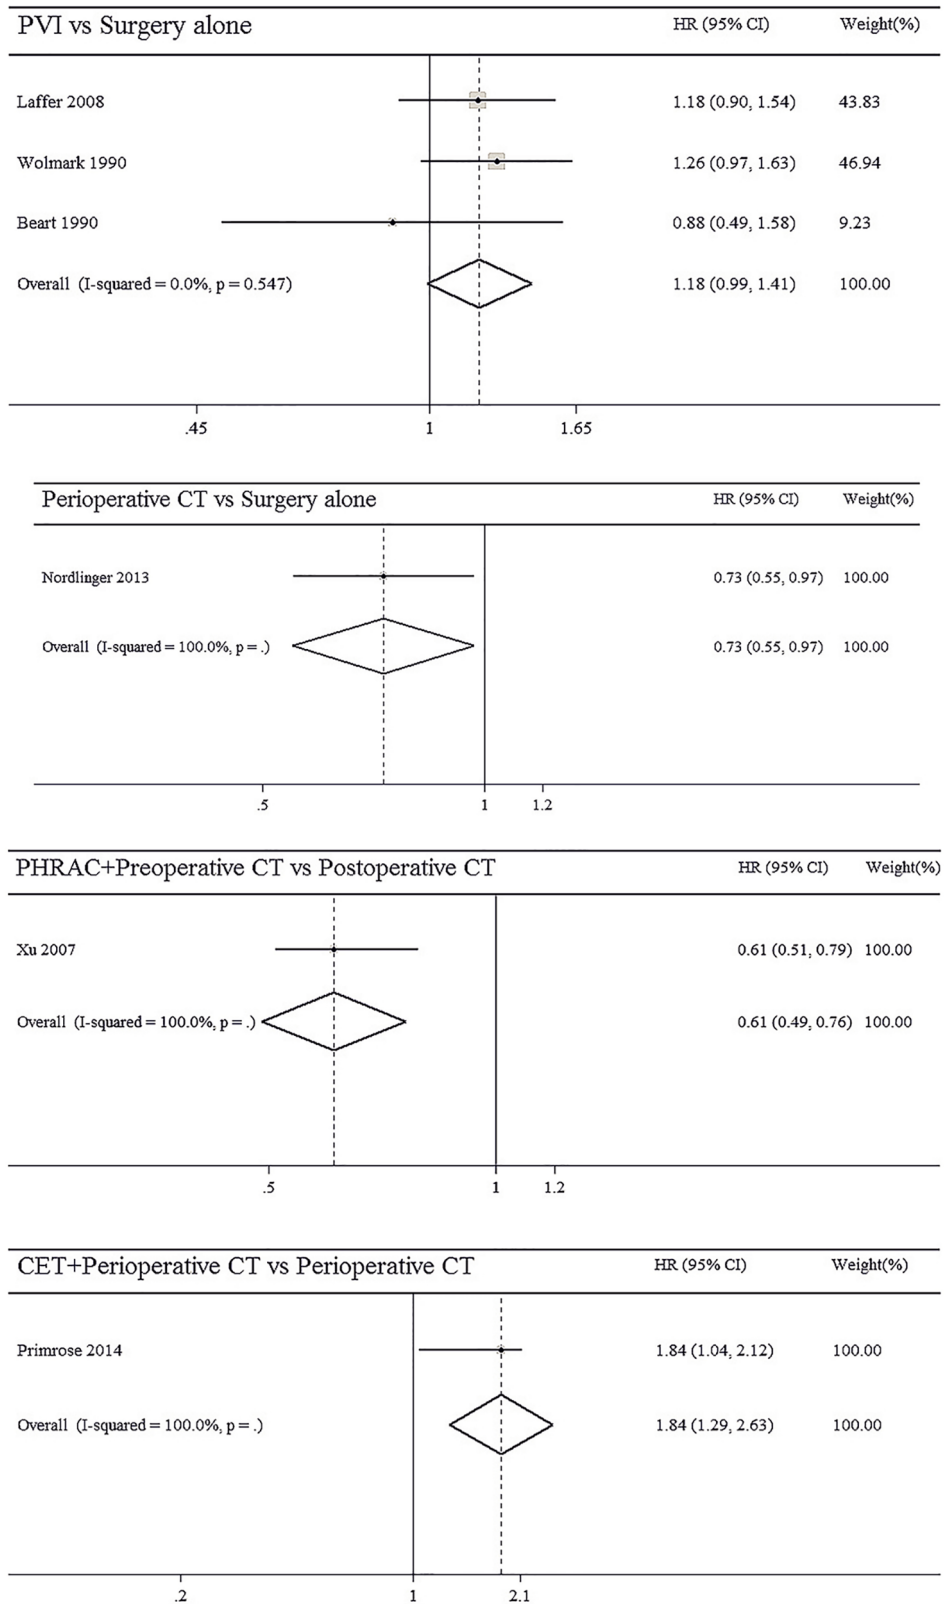 PVI vs Surgery alone HR (95% CI) Weight(%)
Laffer 2008 1.18 (0.90, 1.54) 43.83
Wolmark 1990 1.26 (0.97, 1.63) 46.94
Beart 1990 0.88 (0.49, 1.58) 9.23
Overall (I-squared = 0.0%, p = 0.547) 1.18 (0.99, 1.41) 100.00
.45 1 1.65
Perioperative CT vs Surgery alone HR (95% CI) Weight(%)
Nordlinger 2013 0.73 (0.55, 0.97) 100.00
Overall (I-squared = 100.0%, p = .) 0.73 (0.55, 0.97) 100.00
.5 1 1.2
PHRAC+Preoperative CT vs Postoperative CT HR (95% CI) Weight(%)
Xu 2007 0.61 (0.51, 0.79) 100.00
Overall (I-squared = 100.0%, p = .) 0.61 (0.49, 0.76) 100.00
.5 1 1.2
CET+Perioperative CT vs Perioperative CT HR (95% CI) Weight(%)
Primrose 2014 1.84 (1.04, 2.12) 100.00
Overall (I-squared = 100.0%, p = .) 1.84 (1.29, 2.63) 100.00
.2 1 2.1